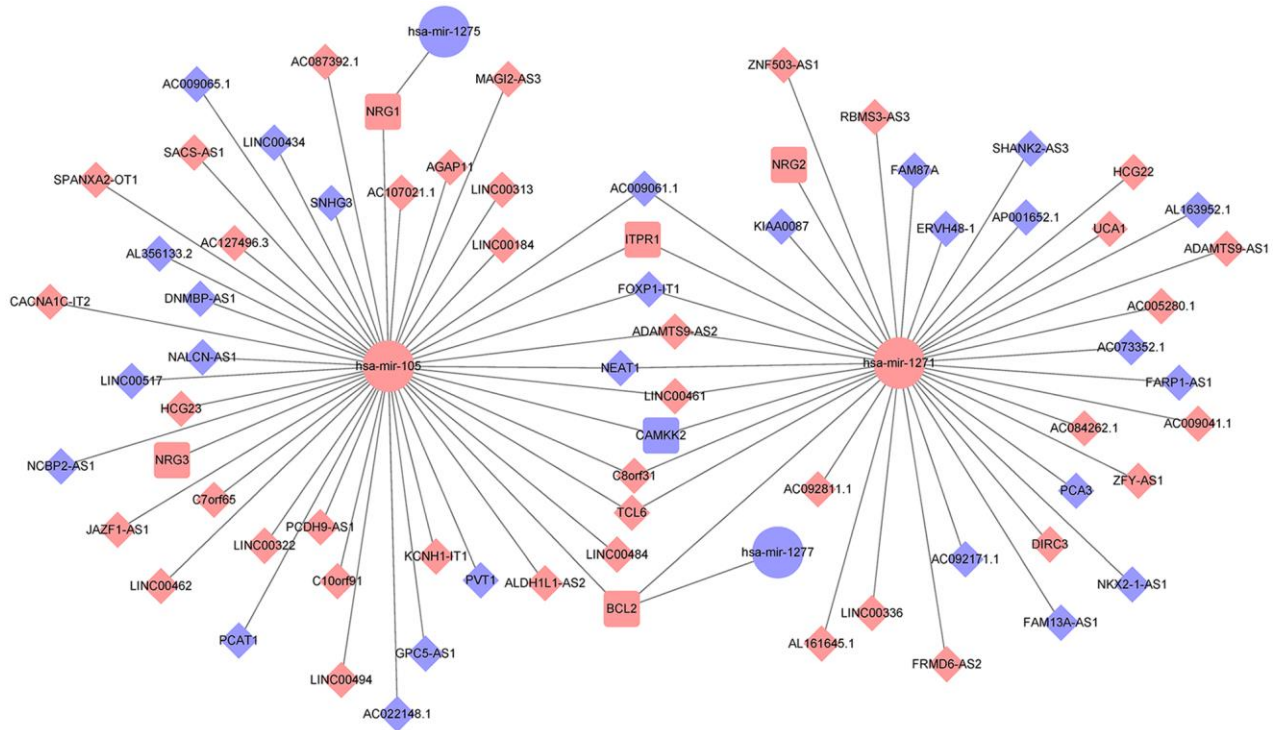 hsa-mir-1275
AC087392.1
ZNF503-AS1
AC009065.1
MAGI2-AS3
NRG1
RBMS3-AS3
LINC00434
SHANK2-AS3
SACS-AS1
AGAP11
NRG2
FAM87A
HCG22
SPANXA2-OT1
AC107021.1
LINC00313
AC009061.1
SNHG3
AL163952.1
AP001652.1
KIAA0087
ERVH48-1
UCA1
AC127496.3
LINC00184
ITPR1
ADAMTS9-AS1
AL356133.2
DNMBP-AS1
FOXP1-IT1
CACNA1C-IT2
AC005280.1
ADAMTS9-AS2
AC073352.1
NALCN-AS1
hsa-mir-105
NEAT1
hsa-mir-1271
LINC00517
FARP1-AS1
LINC00461
HCG23
AC009041.1
AC084262.1
CAMKK2
NRG3
NCBP2-AS1
C8orf31
ZFY-AS1
AC092811.1
PCA3
C7orf65
TCL6
JAZF1-AS1
PCDH9-AS1
LINC00322
DIRC3
KCNH1-IT1
LINC00484
hsa-mir-1277
AC092171.1
C10orf91
PVT1
ALDH1L1-AS2
LINC00462
NKX2-1-AS1
BCL2
LINC00336
FAM13A-AS1
PCAT1
AL161645.1
GPC5-AS1
FRMD6-AS2
LINC00494
AC022148.1